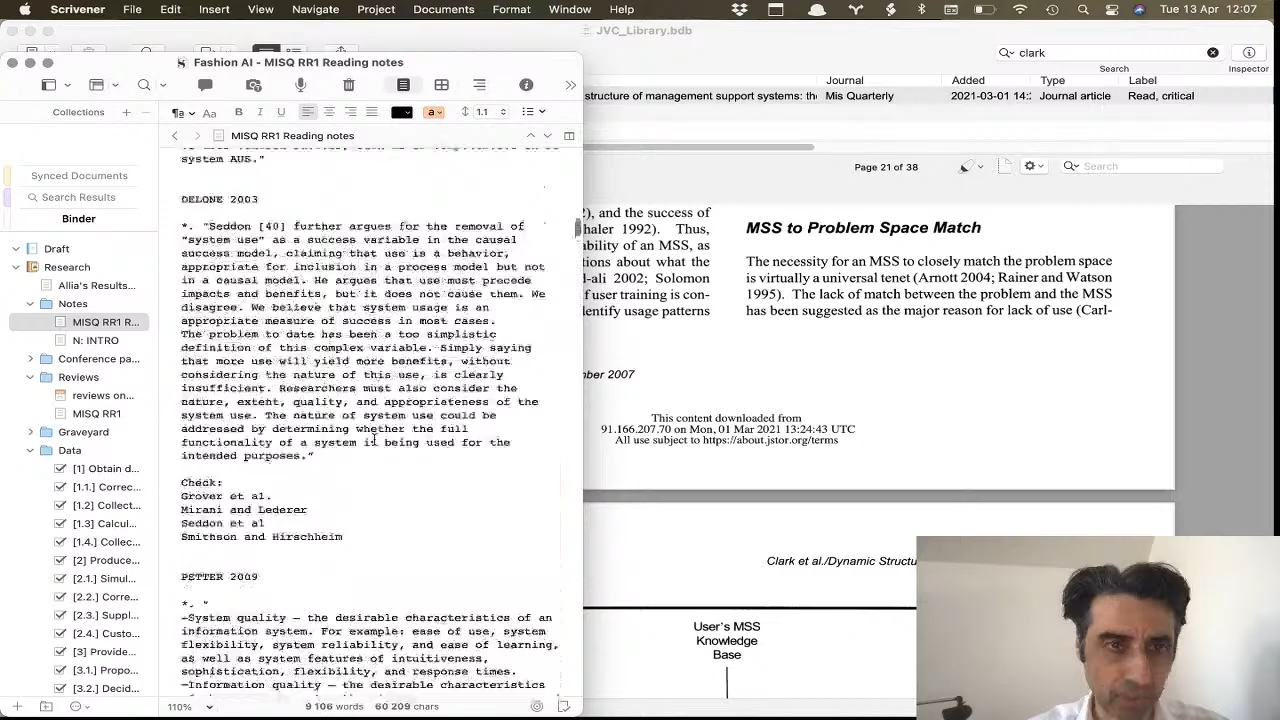 Scrivener File Edit Insert View Navigate Project Documents Format Window Help Tue 13 Apr 12:07
JVC_Library.bdb
clark
Search Inspector
Journal Added Type Label
structure of management support systems: the Mis Quarterly 2021-03-01 14: Journal article Read, critical
Page 21 of 38 Search
Fashion AI - MISQ RR1 Reading notes
Collections
¶a Aa B I U a 1.1
MISQ RR1 Reading notes
Synced Documents
Search Results
Binder
Draft
Research
Allia's Results...
Notes
MISQ RR1 R...
N: INTRO
Conference pa...
Reviews
reviews on...
MISQ RR1
Graveyard
Data
[1] Obtain d...
[1.1.] Correc...
[1.2] Collect...
[1.3] Calcul...
[1.4.] Collec...
[2] Produce...
[2.1.] Simul...
[2.2.] Corre...
[2.3.] Suppl...
[2.4.] Custo...
[3] Provide...
[3.1.] Propo...
[3.2.] Decid...
system AUS."
DELONE 2003
*. "Seddon [40] further argues for the removal of
"system use" as a success variable in the causal
success model, claiming that use is a behavior,
appropriate for inclusion in a process model but not
in a causal model. He argues that use must precede
impacts and benefits, but it does not cause them. We
disagree. We believe that system usage is an
appropriate measure of success in most cases.
The problem to date has been a too simplistic
definition of this complex variable. Simply saying
that more use will yield more benefits, without
considering the nature of this use, is clearly
insufficient. Researchers must also consider the
nature, extent, quality, and appropriateness of the
system use. The nature of system use could be
addressed by determining whether the full
functionality of a system is being used for the
intended purposes."
Check:
Grover et al.
Mirani and Lederer
Seddon et al
Smithson and Hirschheim
PETTER 2009
*. "
-System quality — the desirable characteristics of an
information system. For example: ease of use, system
flexibility, system reliability, and ease of learning,
as well as system features of intuitiveness,
sophistication, flexibility, and response times.
-Information quality — the desirable characteristics
110% 9 106 words 60 209 chars
), and the success of
haler 1992). Thus,
ability of an MSS, as
tions about what the
l-ali 2002; Solomon
f user training is con-
dentify usage patterns
MSS to Problem Space Match
The necessity for an MSS to closely match the problem space
is virtually a universal tenet (Arnott 2004; Rainer and Watson
1995). The lack of match between the problem and the MSS
has been suggested as the major reason for lack of use (Carl-
mber 2007
This content downloaded from
91.166.207.70 on Mon, 01 Mar 2021 13:24:43 UTC
All use subject to https://about.jstor.org/terms
Clark et al./Dynamic Structu
User's MSS
Knowledge
Base